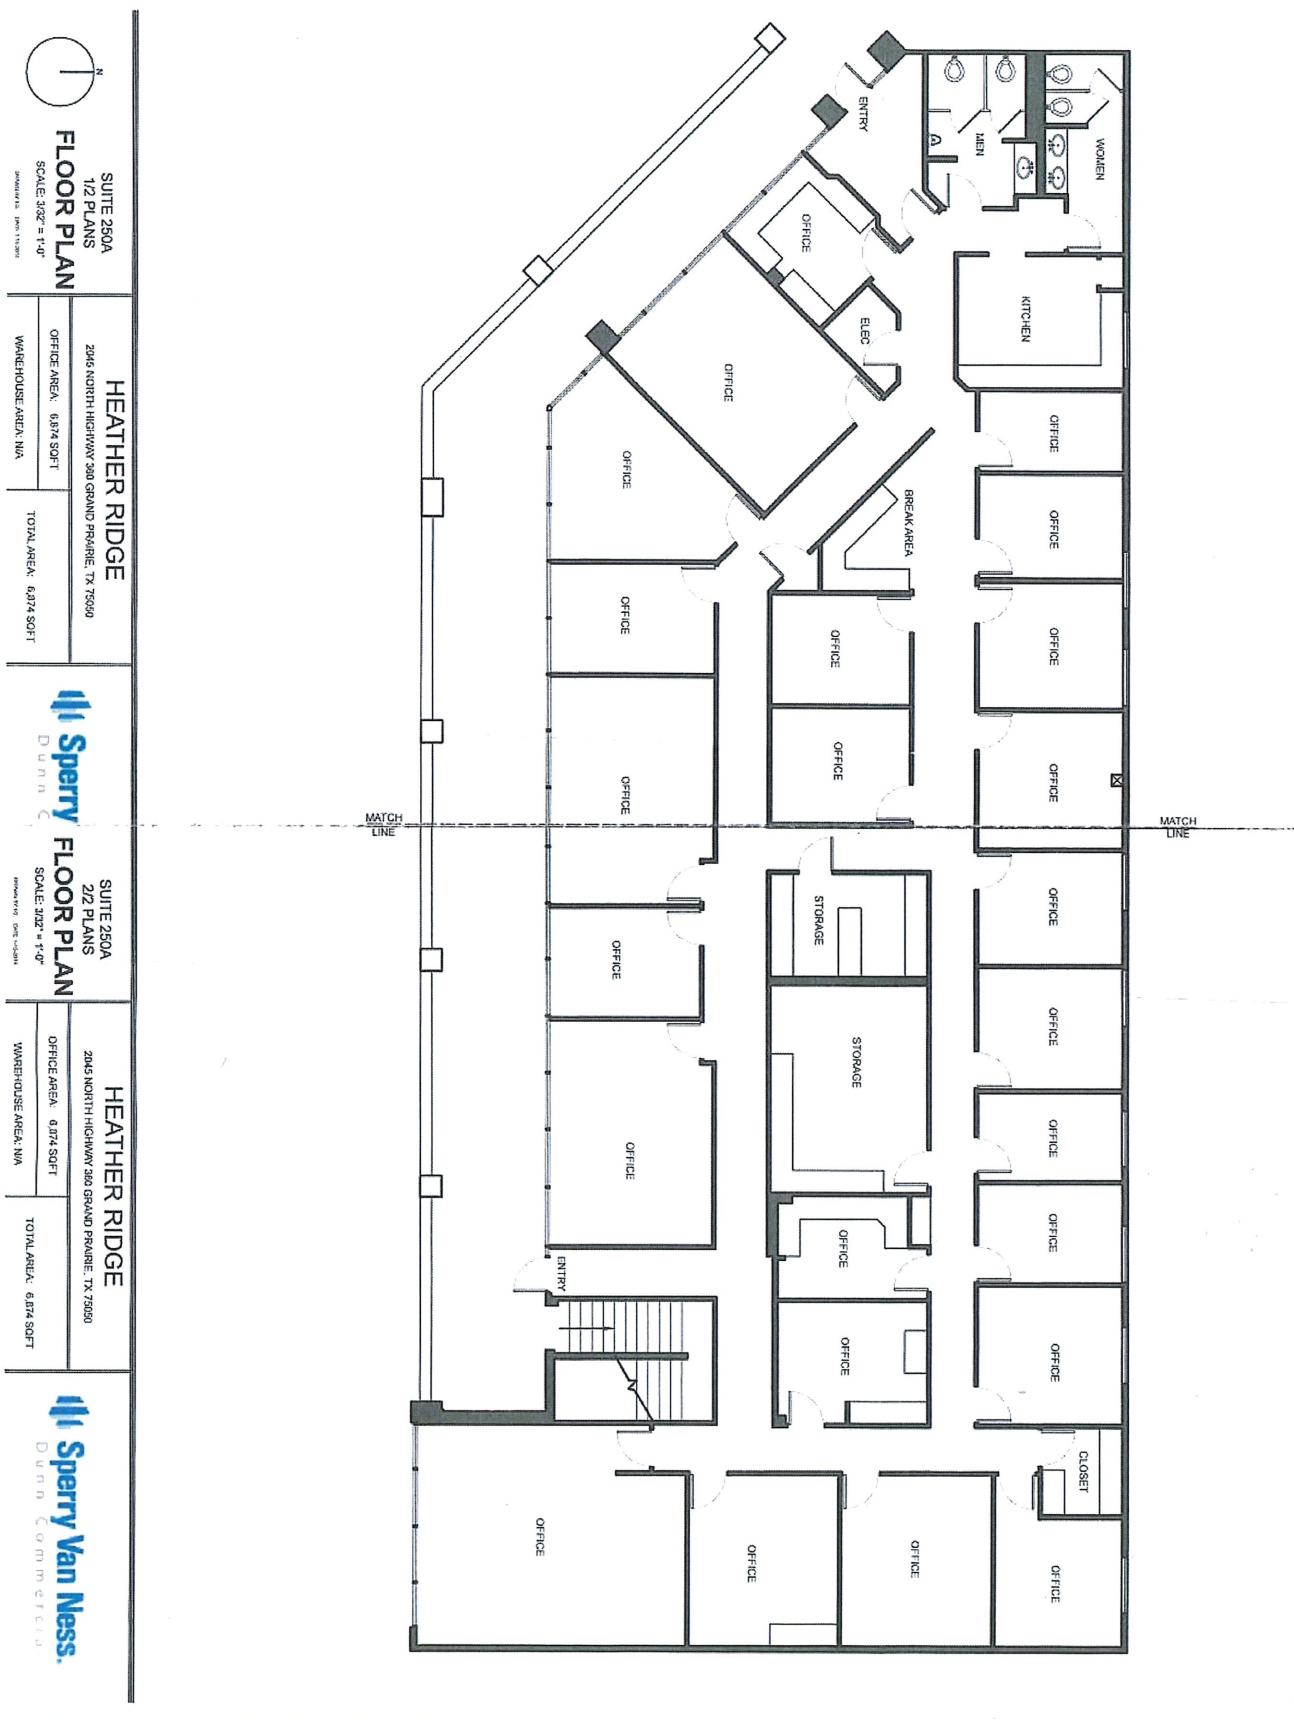 ENTRY
MEN
WOMEN
OFFICE
ELEC
KITCHEN
OFFICE
OFFICE
OFFICE
BREAK AREA
OFFICE
OFFICE
OFFICE
OFFICE
OFFICE
OFFICE
OFFICE
OFFICE
MATCH
LINE
MATCH
LINE
STORAGE
OFFICE
OFFICE
STORAGE
OFFICE
OFFICE
OFFICE
OFFICE
OFFICE
ENTRY
OFFICE
OFFICE
CLOSET
OFFICE
OFFICE
OFFICE
OFFICE
N
SUITE 250A
1/2 PLANS
FLOOR PLAN
SCALE: 3/32" = 1'-0"
HEATHER RIDGE
2045 NORTH HIGHWAY 360 GRAND PRAIRIE, TX 75050
OFFICE AREA: 6,874 SQFT
WAREHOUSE AREA: N/A
TOTAL AREA: 6,874 SQFT
Sperry
Dunn C
SUITE 250A
2/2 PLANS
FLOOR PLAN
SCALE: 3/32" = 1'-0"
HEATHER RIDGE
2045 NORTH HIGHWAY 360 GRAND PRAIRIE, TX 75050
OFFICE AREA: 6,874 SQFT
WAREHOUSE AREA: N/A
TOTAL AREA: 6,874 SQFT
Sperry Van Ness.
Dunn Commercial